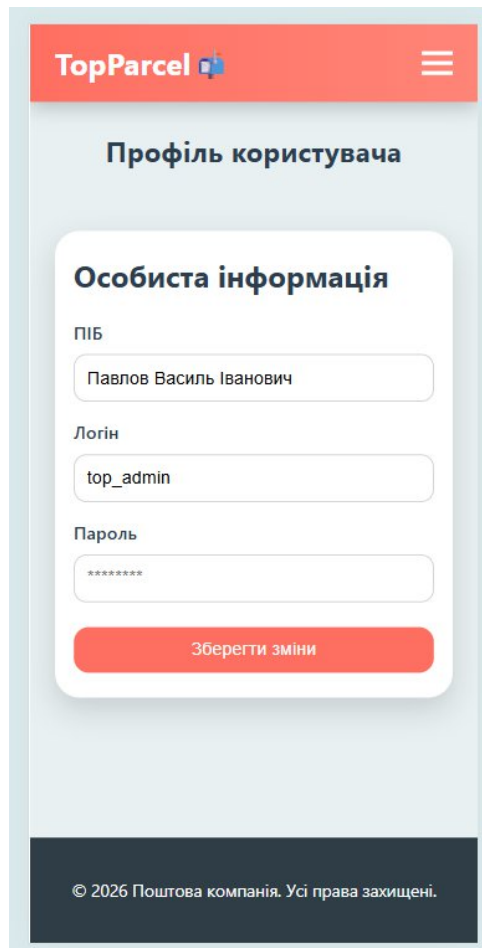 TopParcel
Профіль користувача
Особиста інформація
ПІБ
Павлов Василь Іванович
Логін
top_admin
Пароль
********
Зберегти зміни
© 2026 Поштова компанія. Усі права захищені.